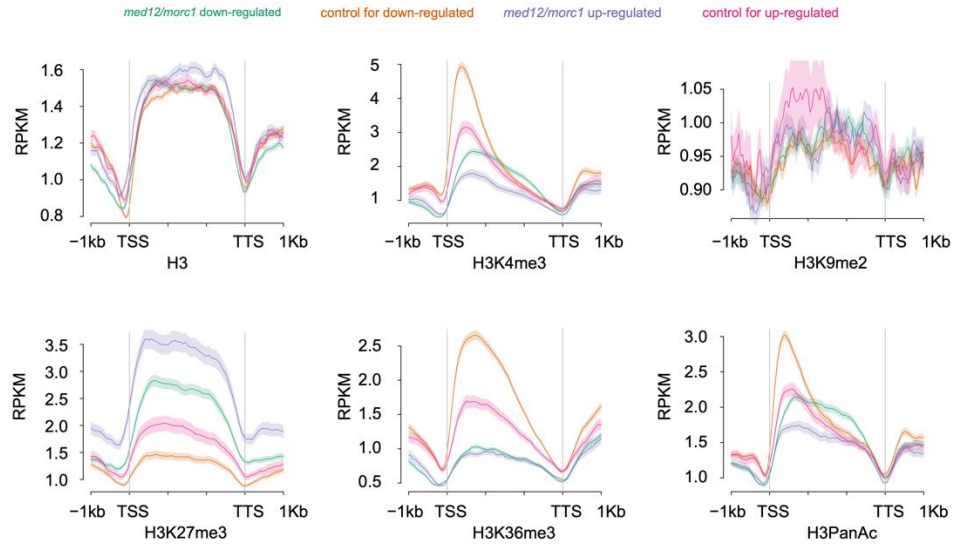 med12/morc1 down-regulated control for down-regulated med12/morc1 up-regulated control for up-regulated
RPKM
1.6
1.4
1.2
1.0
0.8
−1kb TSS TTS 1Kb
H3
RPKM
5
4
3
2
1
−1kb TSS TTS 1Kb
H3K4me3
RPKM
1.05
1.00
0.95
0.90
−1kb TSS TTS 1Kb
H3K9me2
RPKM
3.5
3.0
2.5
2.0
1.5
1.0
−1kb TSS TTS 1Kb
H3K27me3
RPKM
2.5
2.0
1.5
1.0
0.5
−1kb TSS TTS 1Kb
H3K36me3
RPKM
3.0
2.5
2.0
1.5
1.0
−1kb TSS TTS 1Kb
H3PanAc